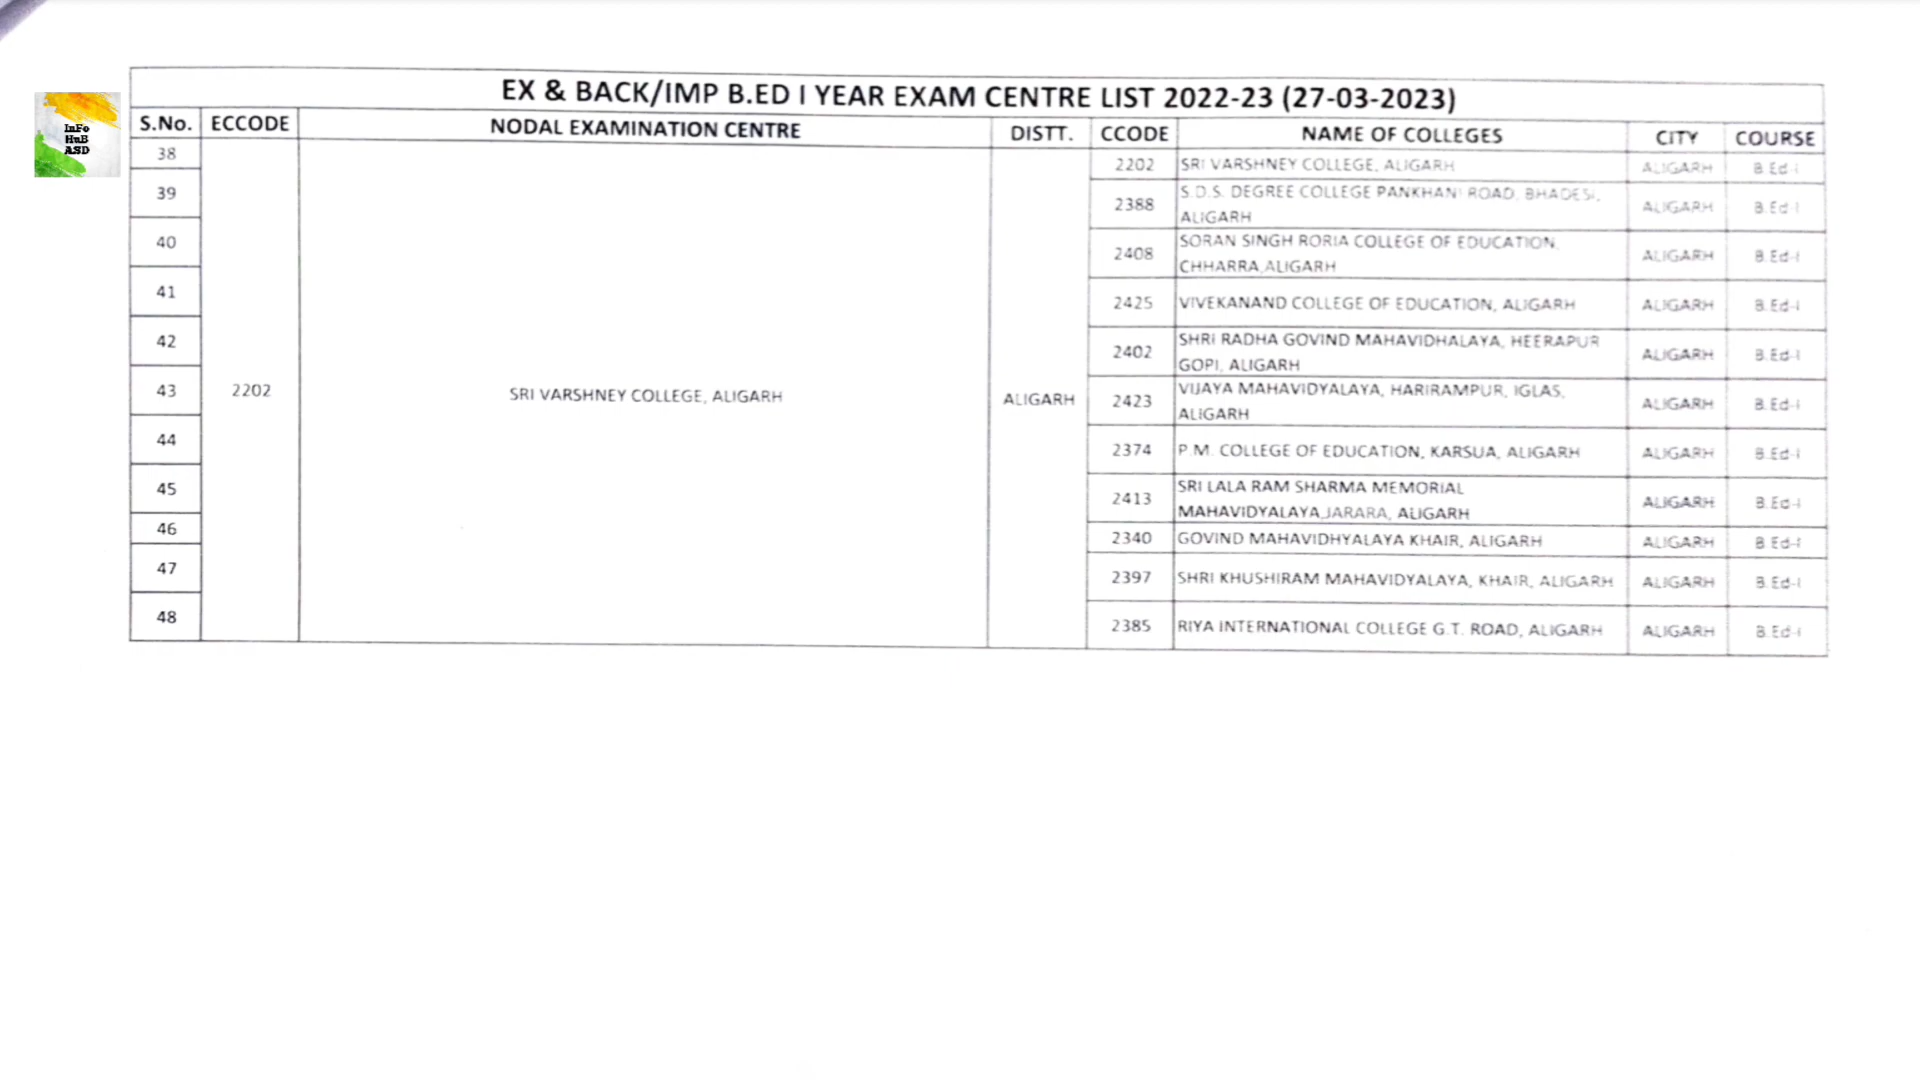 InFo
HuB
ASD
EX & BACK/IMP B.ED I YEAR EXAM CENTRE LIST 2022-23 (27-03-2023)
S.No. ECCODE NODAL EXAMINATION CENTRE DISTT. CCODE NAME OF COLLEGES CITY COURSE
38 2202 SRI VARSHNEY COLLEGE, ALIGARH ALIGARH B.Ed-I
39 2388 S.D.S. DEGREE COLLEGE PANKHANI ROAD, BHADESI,
ALIGARH ALIGARH B.Ed-I
40 2408 SORAN SINGH RORIA COLLEGE OF EDUCATION,
CHHARRA,ALIGARH ALIGARH B.Ed-I
41 2425 VIVEKANAND COLLEGE OF EDUCATION, ALIGARH ALIGARH B.Ed-I
42 2402 SHRI RADHA GOVIND MAHAVIDHALAYA, HEERAPUR
GOPI, ALIGARH ALIGARH B.Ed-I
43 2202 SRI VARSHNEY COLLEGE, ALIGARH ALIGARH 2423 VIJAYA MAHAVIDYALAYA, HARIRAMPUR, IGLAS,
ALIGARH ALIGARH B.Ed-I
44 2374 P.M. COLLEGE OF EDUCATION, KARSUA, ALIGARH ALIGARH B.Ed-I
45 2413 SRI LALA RAM SHARMA MEMORIAL
MAHAVIDYALAYA,JARARA, ALIGARH ALIGARH B.Ed-I
46 2340 GOVIND MAHAVIDHYALAYA KHAIR, ALIGARH ALIGARH B.Ed-I
47 2397 SHRI KHUSHIRAM MAHAVIDYALAYA, KHAIR, ALIGARH ALIGARH B.Ed-I
48 2385 RIYA INTERNATIONAL COLLEGE G.T. ROAD, ALIGARH ALIGARH B.Ed-I